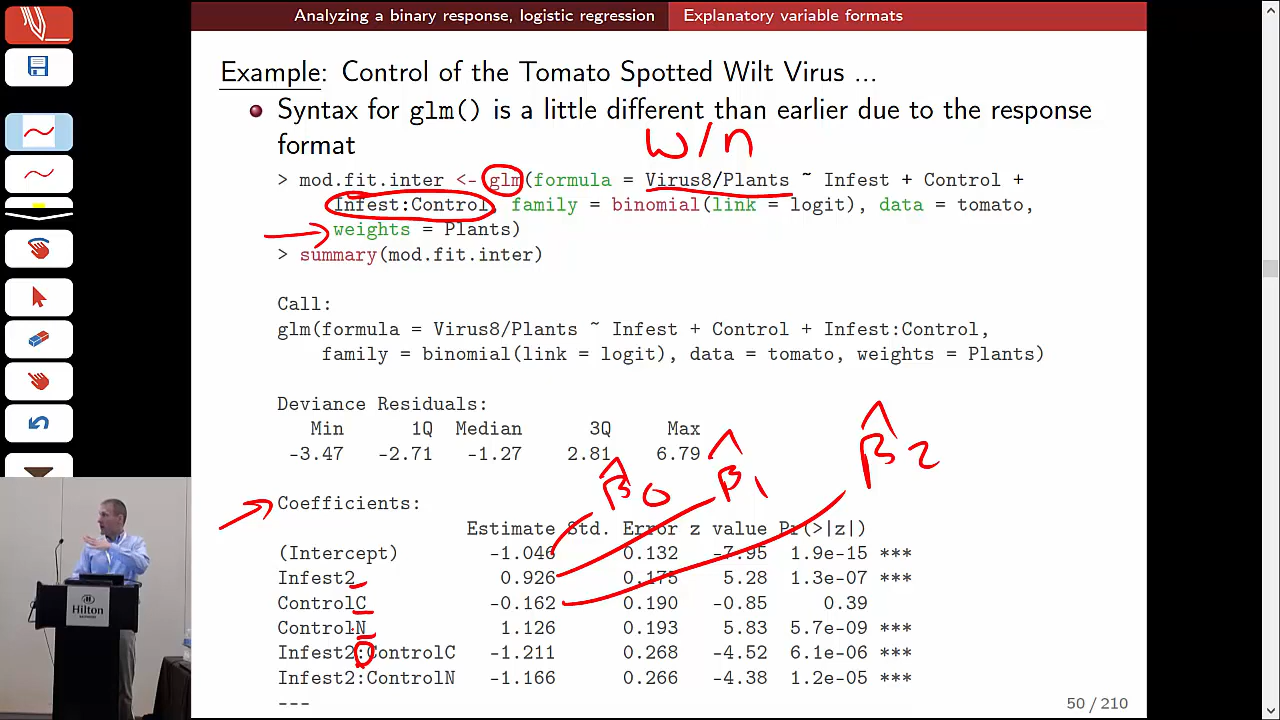 Analyzing a binary response, logistic regression Explanatory variable formats
Example: Control of the Tomato Spotted Wilt Virus ...
Syntax for glm() is a little different than earlier due to the response
format
w/n
> mod.fit.inter <- glm(formula = Virus8/Plants ~ Infest + Control +
Infest:Control, family = binomial(link = logit), data = tomato,
weights = Plants)
> summary(mod.fit.inter)
Call:
glm(formula = Virus8/Plants ~ Infest + Control + Infest:Control,
family = binomial(link = logit), data = tomato, weights = Plants)
Deviance Residuals:
Min 1Q Median 3Q Max
-3.47 -2.71 -1.27 2.81 6.79
β̂0 β̂1 β̂2
Coefficients:
Estimate Std. Error z value Pr(>|z|)
(Intercept) -1.046 0.132 -7.95 1.9e-15 ***
Infest2 0.926 0.175 5.28 1.3e-07 ***
ControlC -0.162 0.190 -0.85 0.39
ControlN 1.126 0.193 5.83 5.7e-09 ***
Infest2:ControlC -1.211 0.268 -4.52 6.1e-06 ***
Infest2:ControlN -1.166 0.266 -4.38 1.2e-05 ***
---
50 / 210
Hilton